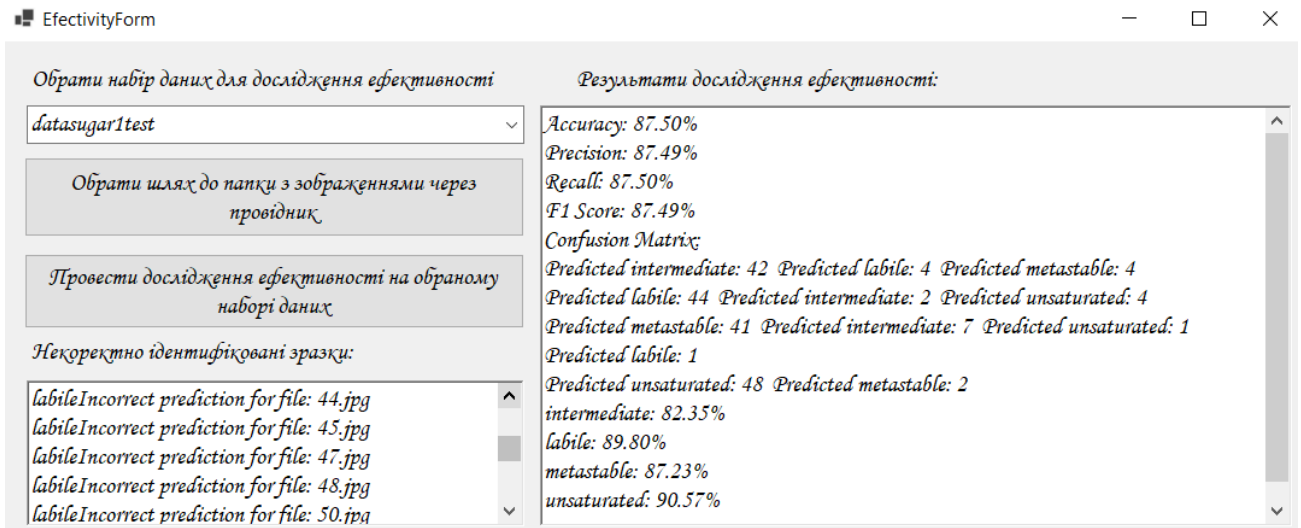 EfectivityForm
Обрати набір даних для дослідження ефективності
datasugar1test
Обрати шлях до папки з зображеннями через
провідник
Провести дослідження ефективності на обраному
наборі даних
Некоректно ідентифіковані зразки:
labileIncorrect prediction for file: 44.jpg
labileIncorrect prediction for file: 45.jpg
labileIncorrect prediction for file: 47.jpg
labileIncorrect prediction for file: 48.jpg
labileIncorrect prediction for file: 50.jpg
Результати дослідження ефективності:
Accuracy: 87.50%
Precision: 87.49%
Recall: 87.50%
F1 Score: 87.49%
Confusion Matrix:
Predicted intermediate: 42 Predicted labile: 4 Predicted metastable: 4
Predicted labile: 44 Predicted intermediate: 2 Predicted unsaturated: 4
Predicted metastable: 41 Predicted intermediate: 7 Predicted unsaturated: 1
Predicted labile: 1
Predicted unsaturated: 48 Predicted metastable: 2
intermediate: 82.35%
labile: 89.80%
metastable: 87.23%
unsaturated: 90.57%